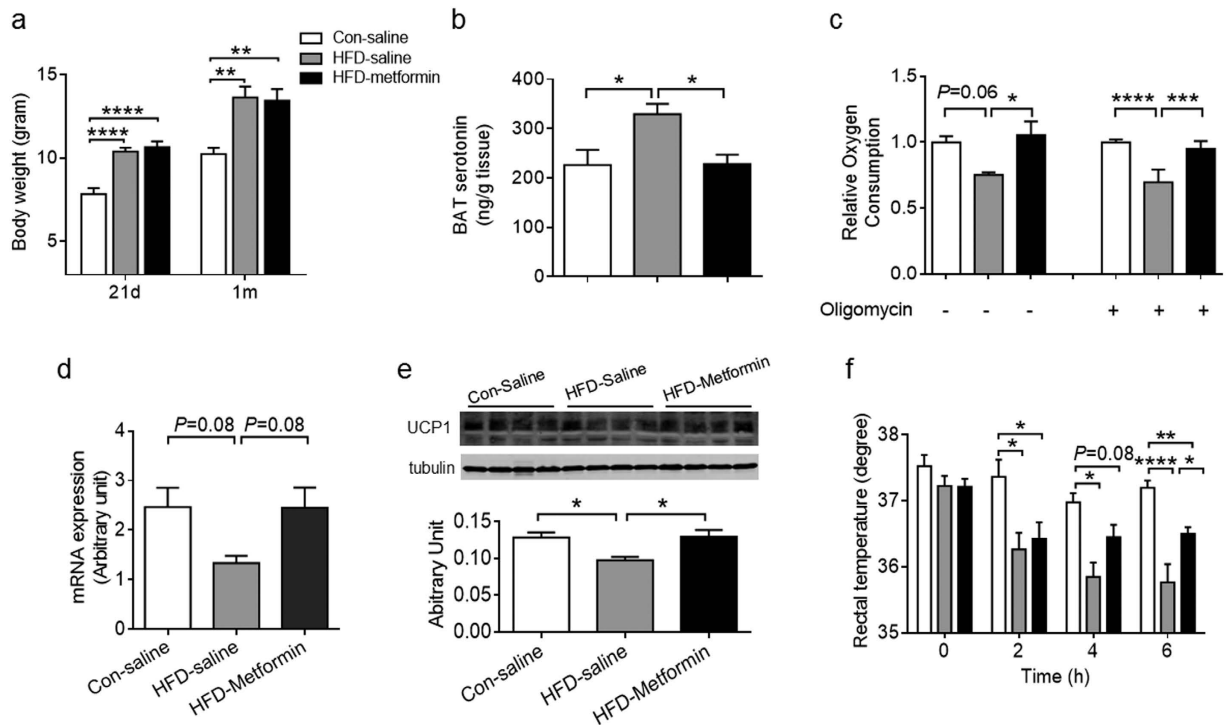 a
Con-saline
HFD-saline
HFD-metformin
Body weight (gram)
15
10
5
****
****
**
**
21d
1m
b
BAT serotonin
(ng/g tissue)
400
300
200
100
0
*
*
c
Relative Oxygen
Consumption
1.5
1.0
0.5
0.0
P=0.06
*
****
***
Oligomycin - - - + + +
d
mRNA expression
(Arbitrary unit)
4
3
2
1
0
P=0.08
P=0.08
Con-saline
HFD-saline
HFD-Metformin
e
Con-Saline
HFD-Saline
HFD-Metformin
UCP1
tubulin
Abitrary Unit
0.15
0.10
0.05
0.00
*
*
Con-saline
HFD-saline
HFD-Metformin
f
Rectal temperature (degree)
38
37
36
35
*
*
P=0.08
*
**
****
*
0 2 4 6
Time (h)